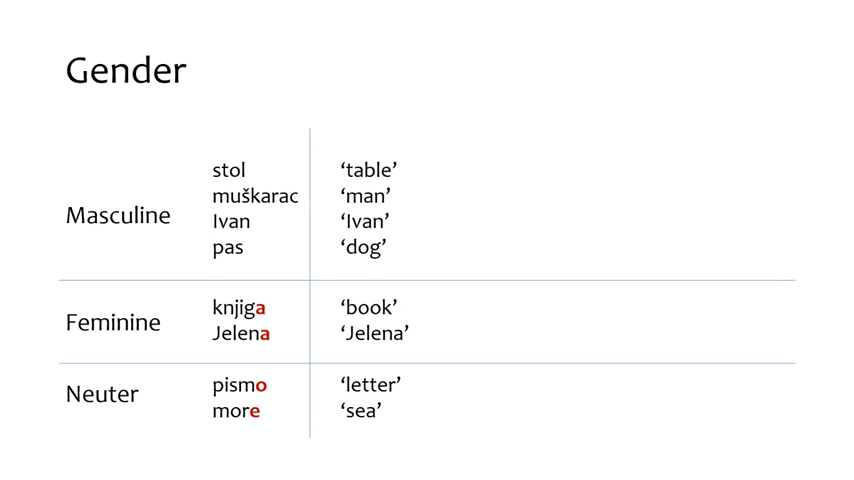 Gender
Masculine
stol ‘table’
muškarac ‘man’
Ivan ‘Ivan’
pas ‘dog’
Feminine
knjiga ‘book’
Jelena ‘Jelena’
Neuter
pismo ‘letter’
more ‘sea’